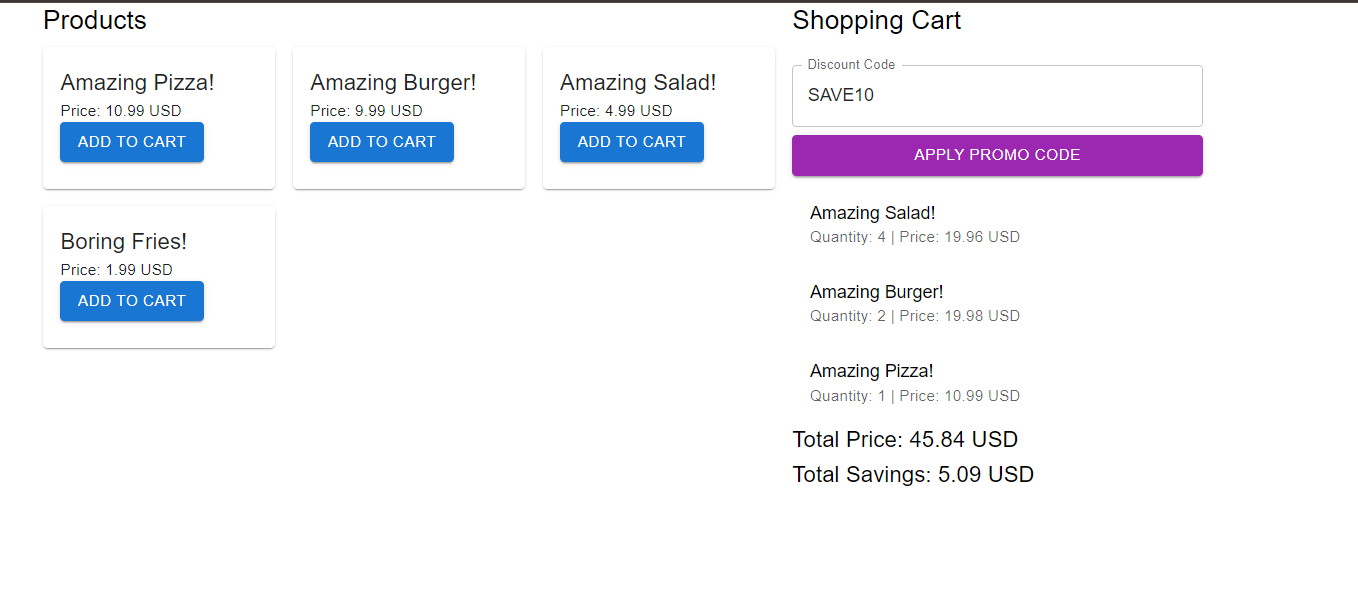 Products
Amazing Pizza!
Price: 10.99 USD
ADD TO CART
Amazing Burger!
Price: 9.99 USD
ADD TO CART
Amazing Salad!
Price: 4.99 USD
ADD TO CART
Boring Fries!
Price: 1.99 USD
ADD TO CART
Shopping Cart
Discount Code
SAVE10
APPLY PROMO CODE
Amazing Salad!
Quantity: 4 | Price: 19.96 USD
Amazing Burger!
Quantity: 2 | Price: 19.98 USD
Amazing Pizza!
Quantity: 1 | Price: 10.99 USD
Total Price: 45.84 USD
Total Savings: 5.09 USD